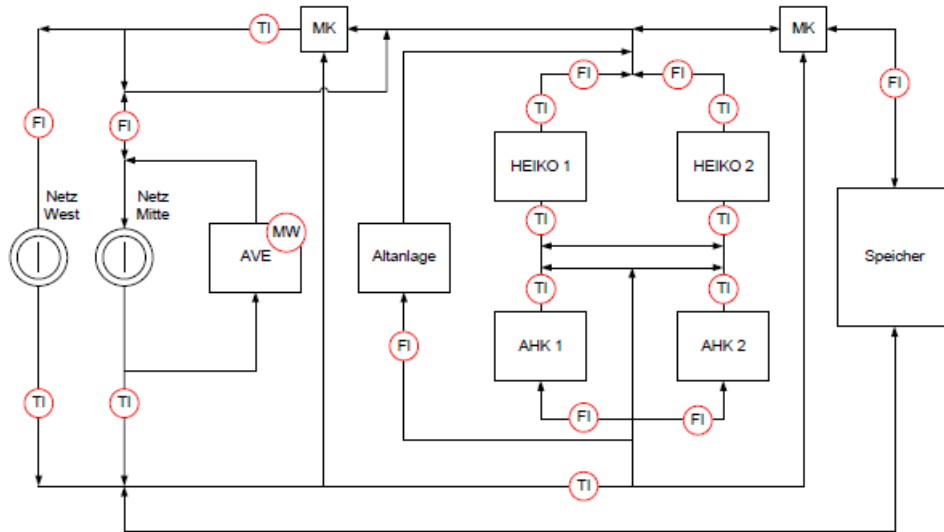 TI
MK
MK
FI
FI
FI
TI
TI
FI
FI
HEIKO 1
HEIKO 2
Netz
West
Netz
Mitte
MW
TI
TI
AVE
Altanlage
Speicher
TI
TI
FI
AHK 1
AHK 2
TI
TI
FI
FI
TI